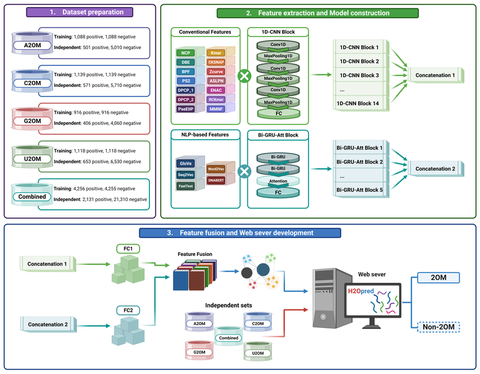 1. Dataset preparation
A2OM
Training: 1,088 positive, 1,088 negative
Independent: 501 positive, 5,010 negative
C2OM
Training: 1,139 positive, 1,139 negative
Independent: 571 positive, 5,710 negative
G2OM
Training: 916 positive, 916 negative
Independent: 406 positive, 4,060 negative
U2OM
Training: 1,118 positive, 1,118 negative
Independent: 653 positive, 6,530 negative
Combined
Training: 4,256 positive, 4,255 negative
Independent: 2,131 positive, 21,310 negative
2. Feature extraction and Model construction
Conventional Features
NCP
Kmer
DBE
CKSNAP
BPF
Zcurve
PS2
ASLPN
DPCP_1
ENAC
DPCP_2
RCKmer
PseEIIP
MMNF
1D-CNN Block
Conv1D
MaxPooling1D
Conv1D
MaxPooling1D
Conv1D
MaxPooling1D
FC
1D-CNN Block 1
1D-CNN Block 2
1D-CNN Block 3
....
1D-CNN Block 14
Concatenation 1
NLP-based Features
GloVe
Seq2Vec
FastText
Word2Vec
DNABERT
Bi-GRU-Att Block
Bi-GRU
Bi-GRU
Attention
FC
Bi-GRU-Att Block 1
Bi-GRU-Att Block 2
...
Bi-GRU-Att Block 5
Concatenation 2
3. Feature fusion and Web sever development
Concatenation 1
FC1
Feature Fusion
Concatenation 2
FC2
Independent sets
A2OM
C2OM
Combined
G2OM
U2OM
Web sever
H2Opred
2OM
Non-2OM